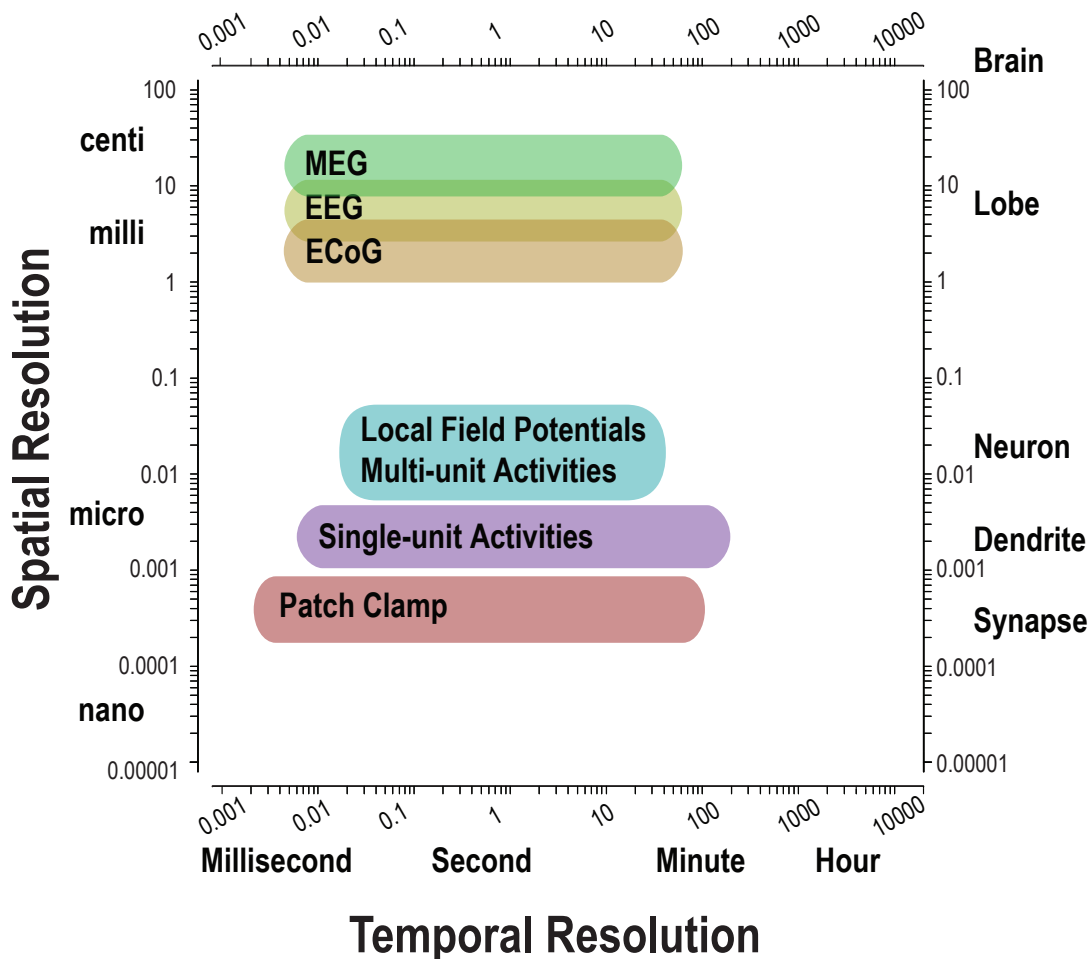 0.001 0.01 0.1 1 10 100 1000 10000
Brain
100 100
centi
MEG
10 10
EEG
Lobe
milli
ECoG
1 1
Spatial Resolution
0.1 0.1
Local Field Potentials
Neuron
Multi-unit Activities
0.01 0.01
micro
Single-unit Activities
Dendrite
0.001 0.001
Patch Clamp
Synapse
0.0001 0.0001
nano
0.00001 0.00001
0.001 0.01 0.1 1 10 100 1000 10000
Millisecond Second Minute Hour
Temporal Resolution